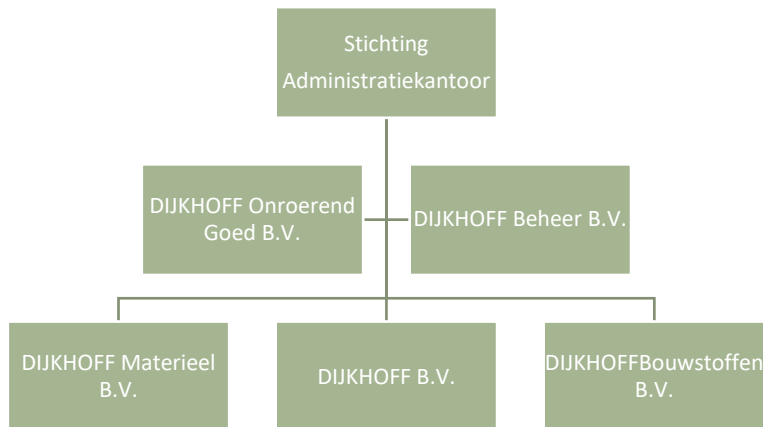 Stichting
Administratiekantoor
DIJKHOFF Onroerend
Goed B.V.
DIJKHOFF Beheer B.V.
DIJKHOFF Materieel
B.V.
DIJKHOFF B.V.
DIJKHOFFBouwstoffen
B.V.